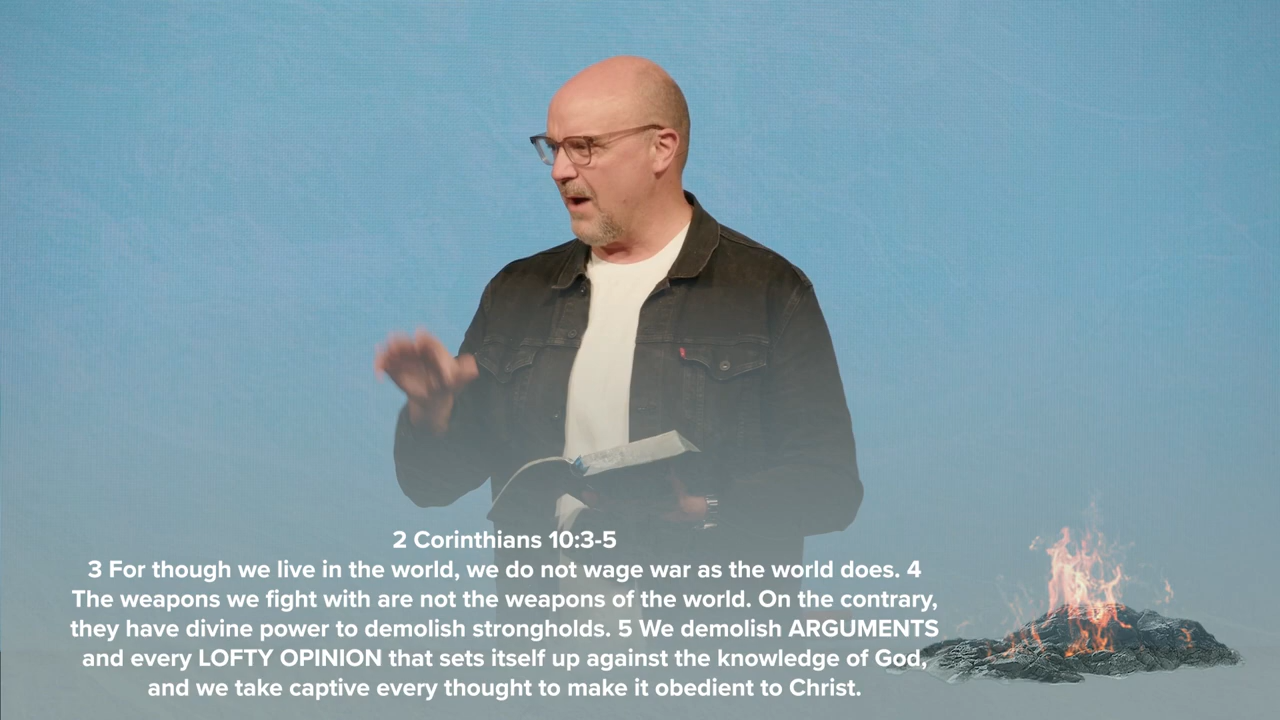 2 Corinthians 10:3-5
3 For though we live in the world, we do not wage war as the world does. 4
The weapons we fight with are not the weapons of the world. On the contrary,
they have divine power to demolish strongholds. 5 We demolish ARGUMENTS
and every LOFTY OPINION that sets itself up against the knowledge of God,
and we take captive every thought to make it obedient to Christ.